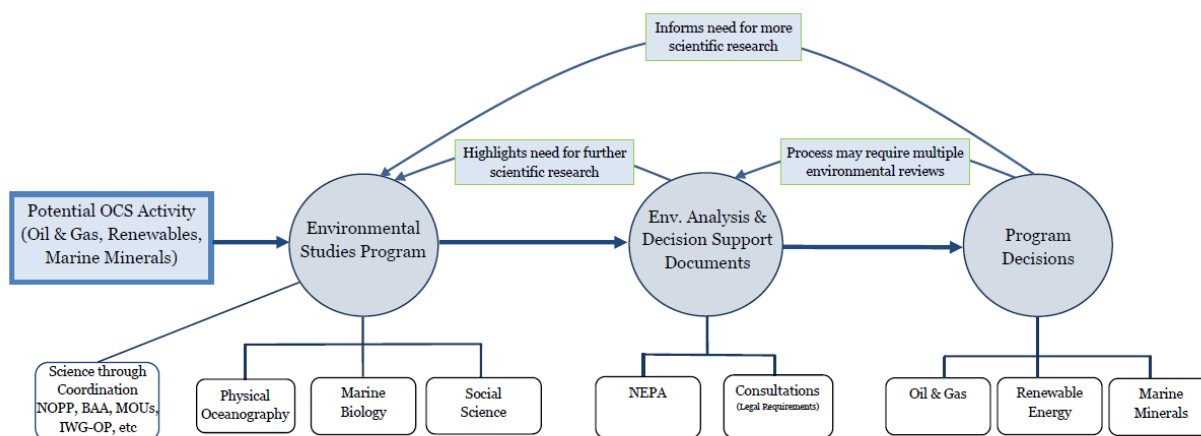 Informs need for more
scientific research
Highlights need for further
scientific research
Process may require multiple
environmental reviews
Potential OCS Activity
(Oil & Gas, Renewables,
Marine Minerals)
Environmental
Studies Program
Env. Analysis &
Decision Support
Documents
Program
Decisions
Science through
Coordination
NOPP, BAA, MOUs,
IWG-OP, etc
Physical
Oceanography
Marine
Biology
Social
Science
NEPA
Consultations
(Legal Requirements)
Oil & Gas
Renewable
Energy
Marine
Minerals